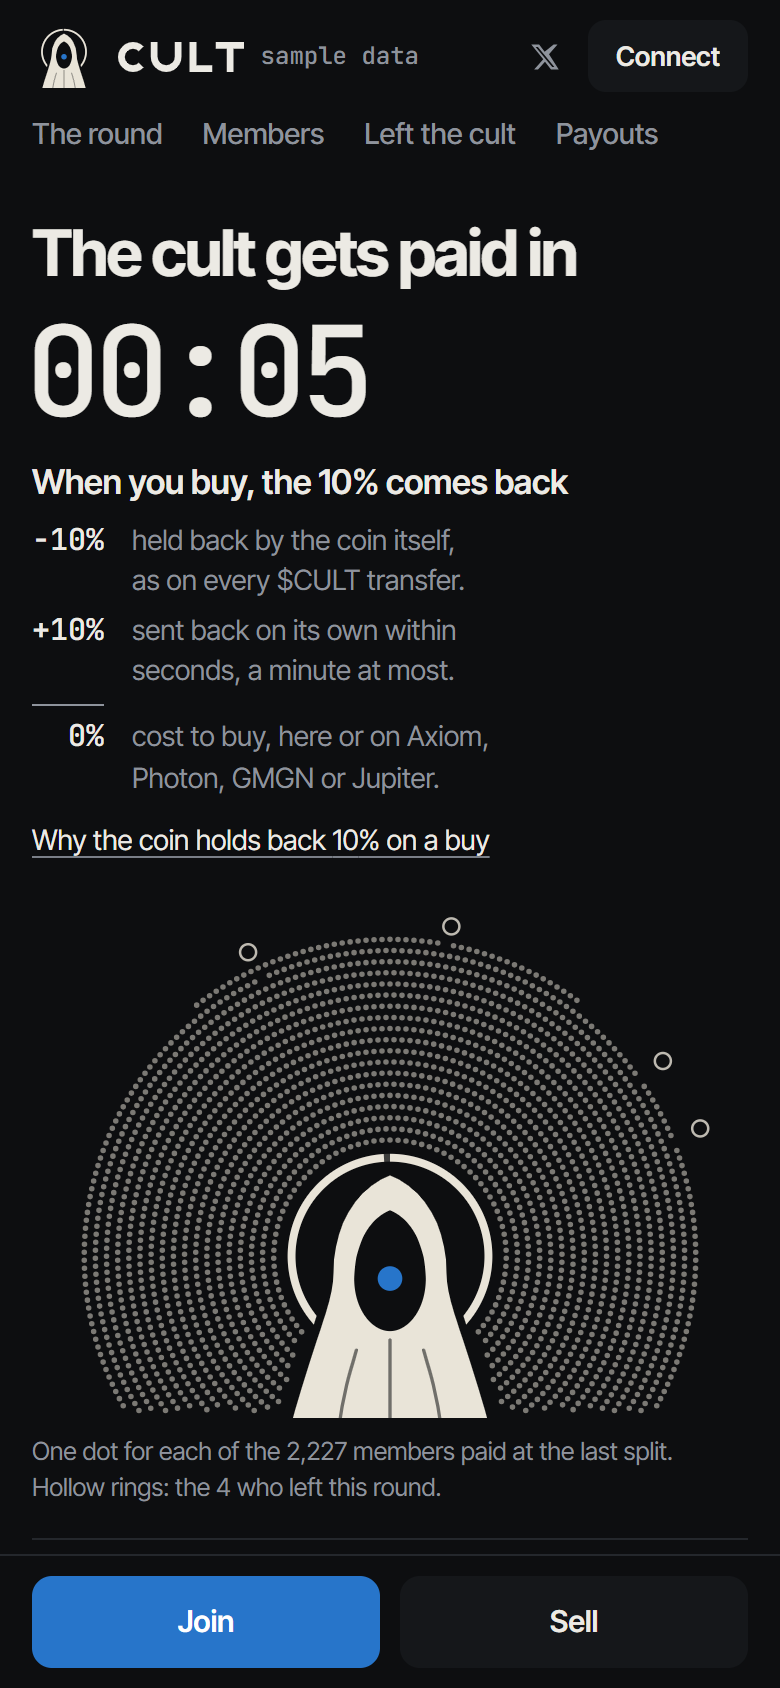 CULT sample data
Connect
The round Members Left the cult Payouts
The cult gets paid in
00:05
When you buy, the 10% comes back
-10% held back by the coin itself,
as on every $CULT transfer.
+10% sent back on its own within
seconds, a minute at most.
0% cost to buy, here or on Axiom,
Photon, GMGN or Jupiter.
Why the coin holds back 10% on a buy
One dot for each of the 2,227 members paid at the last split.
Hollow rings: the 4 who left this round.
Join Sell